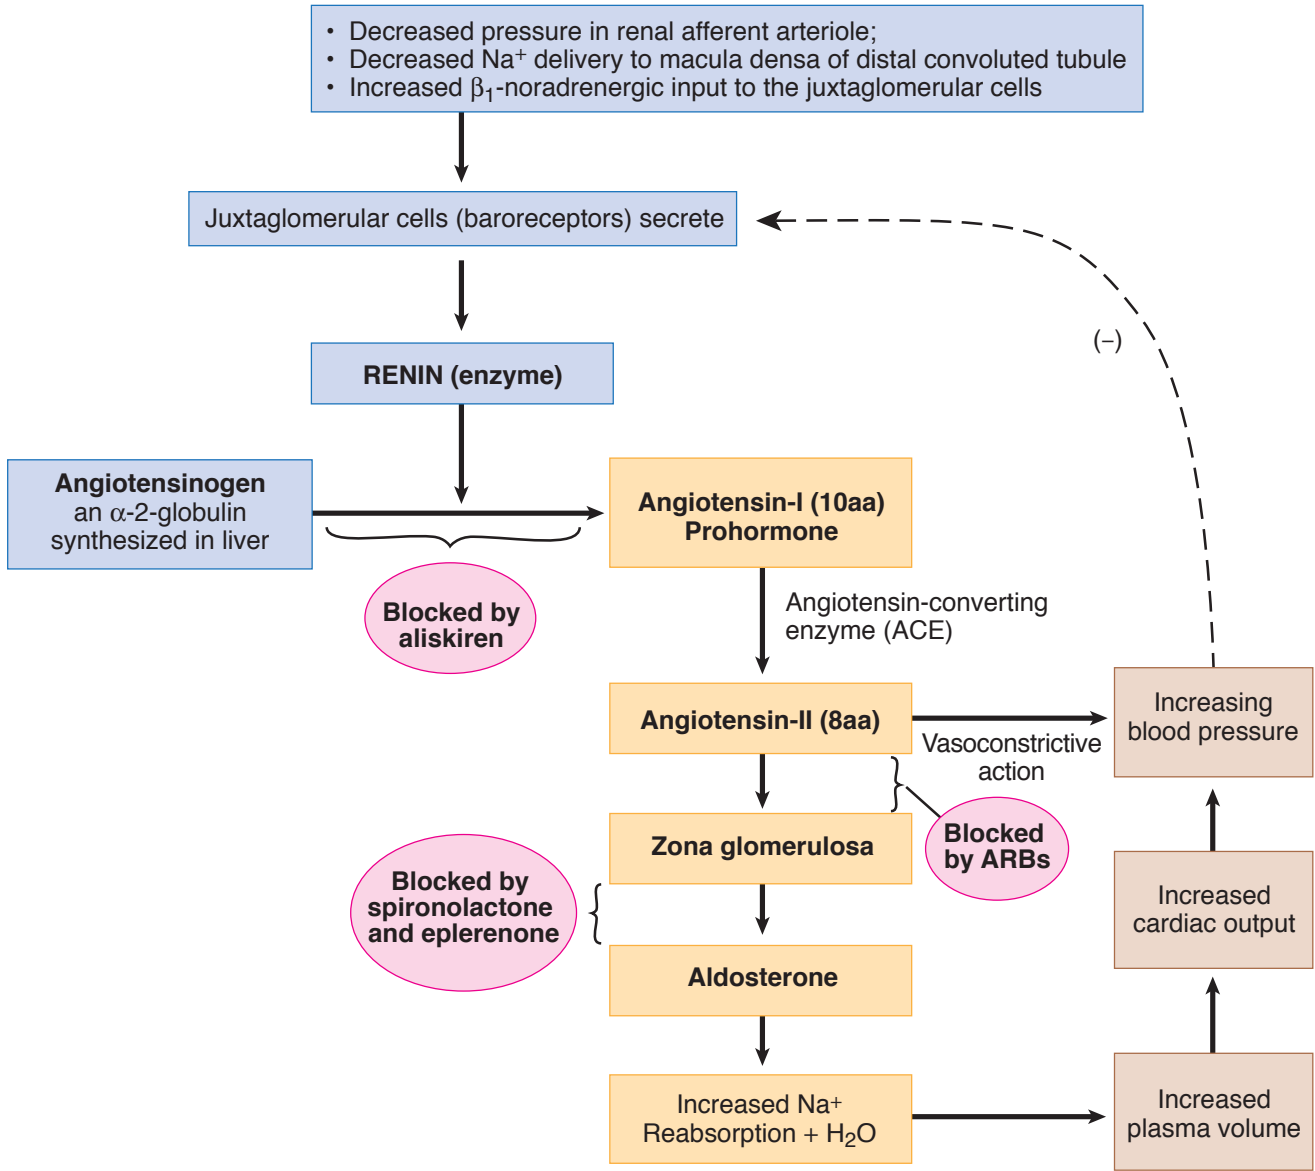 • Decreased pressure in renal afferent arteriole;
• Decreased Na⁺ delivery to macula densa of distal convoluted tubule
• Increased β₁-noradrenergic input to the juxtaglomerular cells
Juxtaglomerular cells (baroreceptors) secrete
(–)
RENIN (enzyme)
Angiotensinogen
an α-2-globulin
synthesized in liver
Angiotensin-I (10aa)
Prohormone
Blocked by
aliskiren
Angiotensin-converting
enzyme (ACE)
Angiotensin-II (8aa)
Vasoconstrictive
action
Increasing
blood pressure
Zona glomerulosa
Blocked
by ARBs
Blocked by
spironolactone
and eplerenone
Increased
cardiac output
Aldosterone
Increased Na⁺
Reabsorption + H₂O
Increased
plasma volume